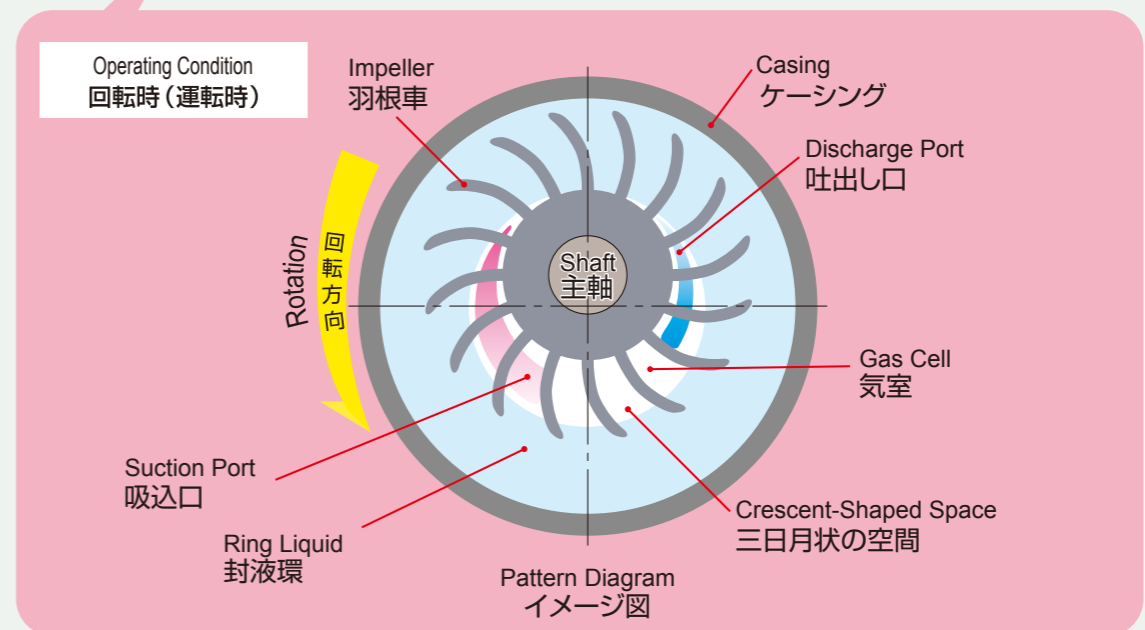 Operating Condition
回転時（運転時）
Impeller
羽根車
Casing
ケーシング
Discharge Port
吐出し口
Rotation
回転方向
Shaft
主軸
Gas Cell
気室
Suction Port
吸込口
Crescent-Shaped Space
三日月状の空間
Ring Liquid
封液環
Pattern Diagram
イメージ図